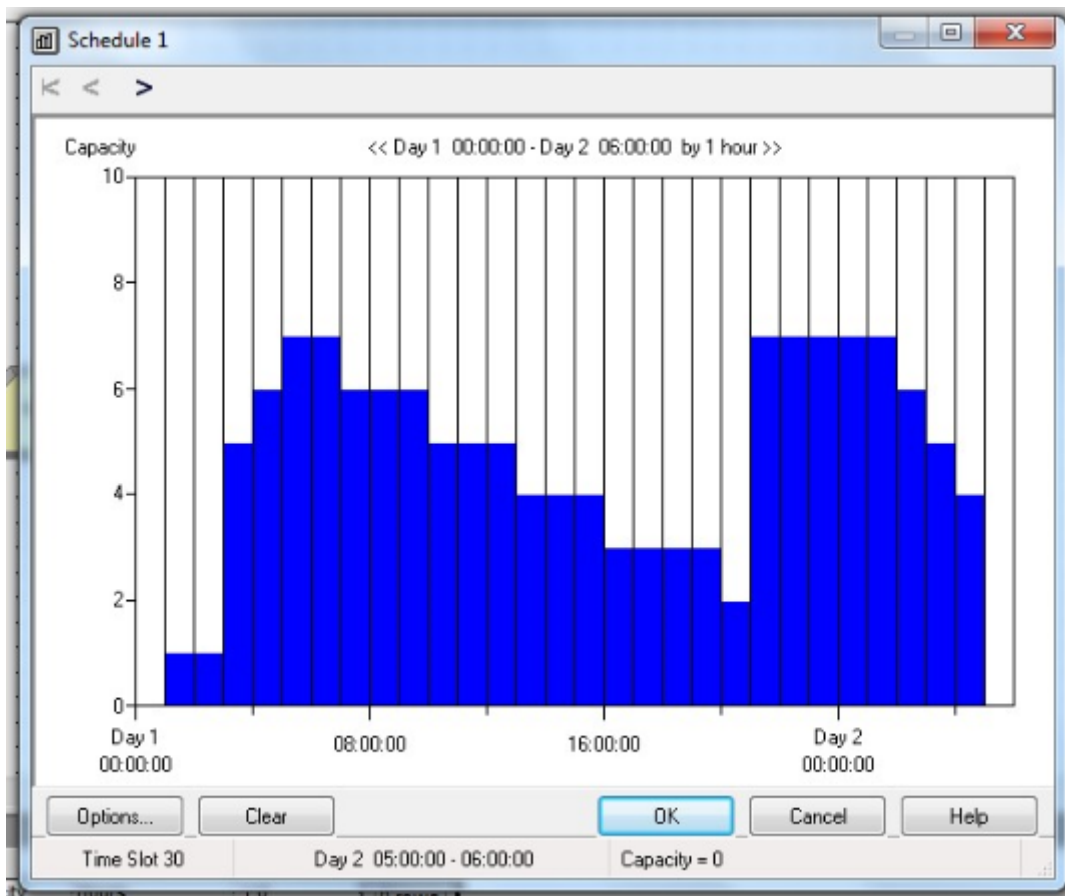 Schedule 1
Capacity
<< Day 1 00:00:00 - Day 2 06:00:00 by 1 hour >>
10
8
6
4
2
0
Day 1
00:00:00
08:00:00
16:00:00
Day 2
00:00:00
Options...
Clear
OK
Cancel
Help
Time Slot 30
Day 2 05:00:00 - 06:00:00
Capacity = 0